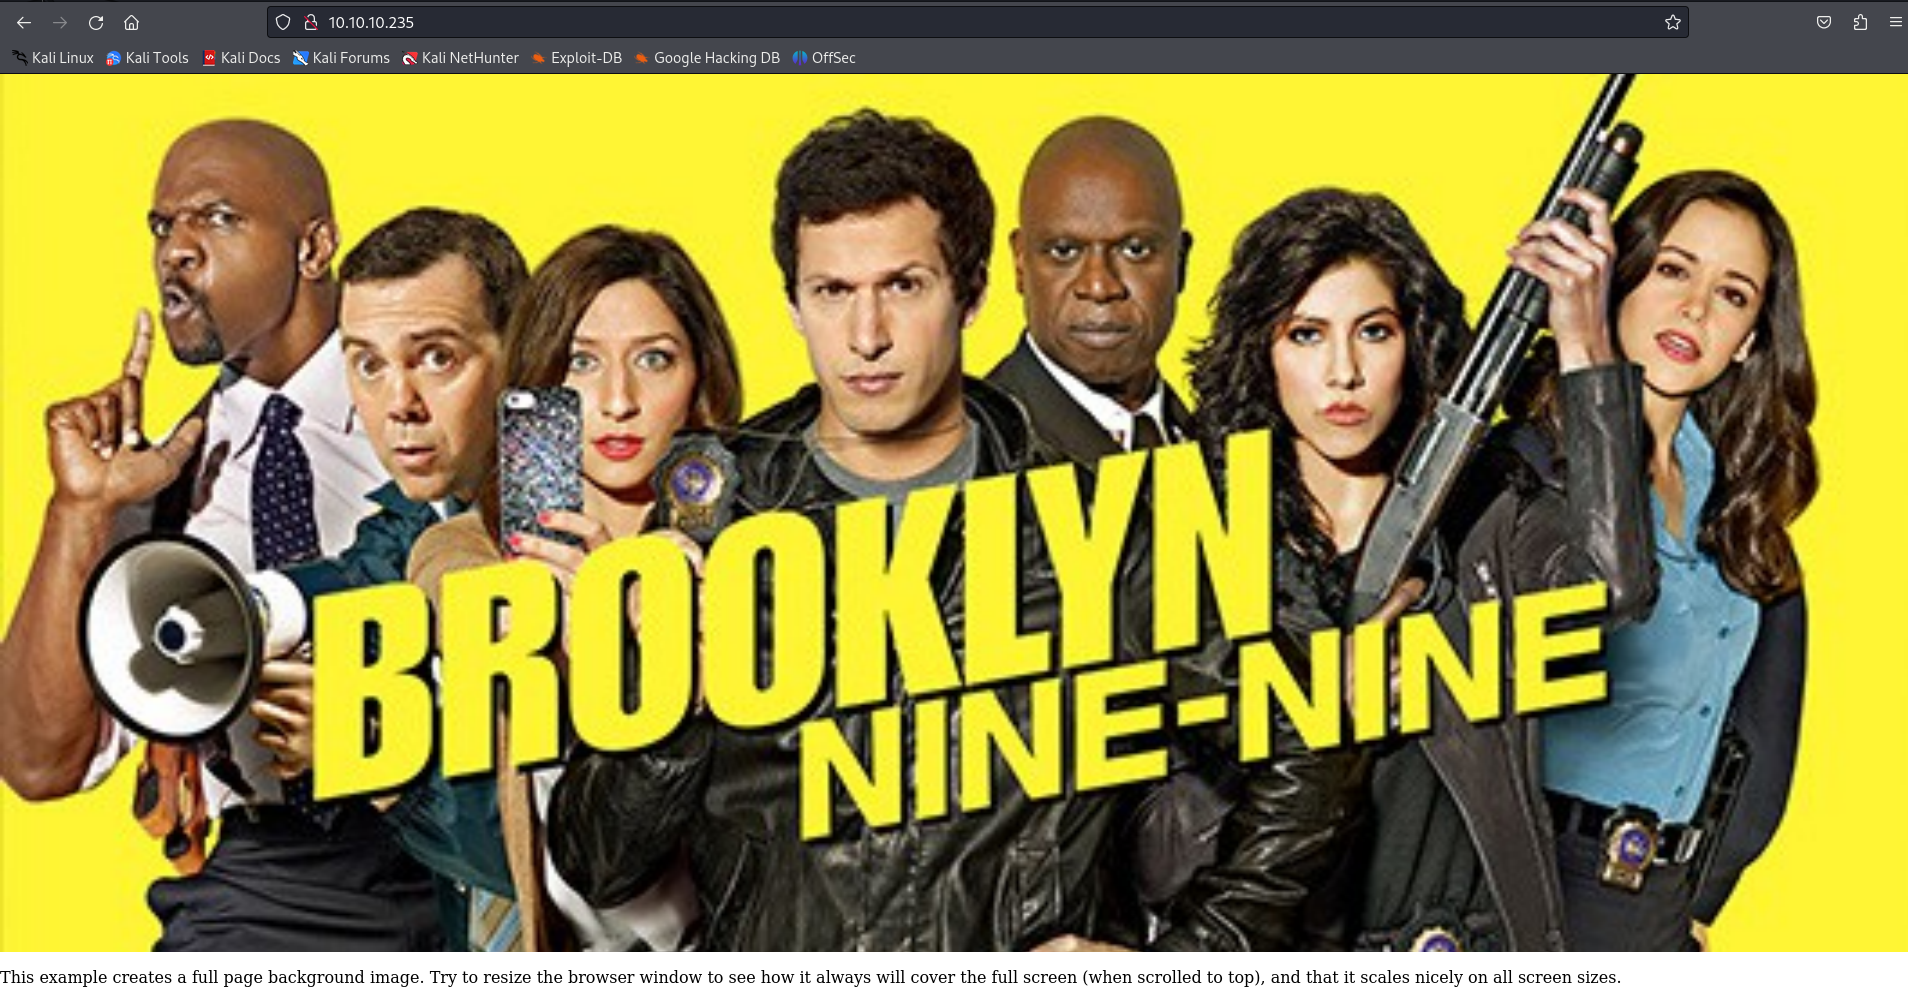 10.10.10.235
Kali Linux Kali Tools Kali Docs Kali Forums Kali NetHunter Exploit-DB Google Hacking DB OffSec
BROOKLYN
NINE-NINE
This example creates a full page background image. Try to resize the browser window to see how it always will cover the full screen (when scrolled to top), and that it scales nicely on all screen sizes.